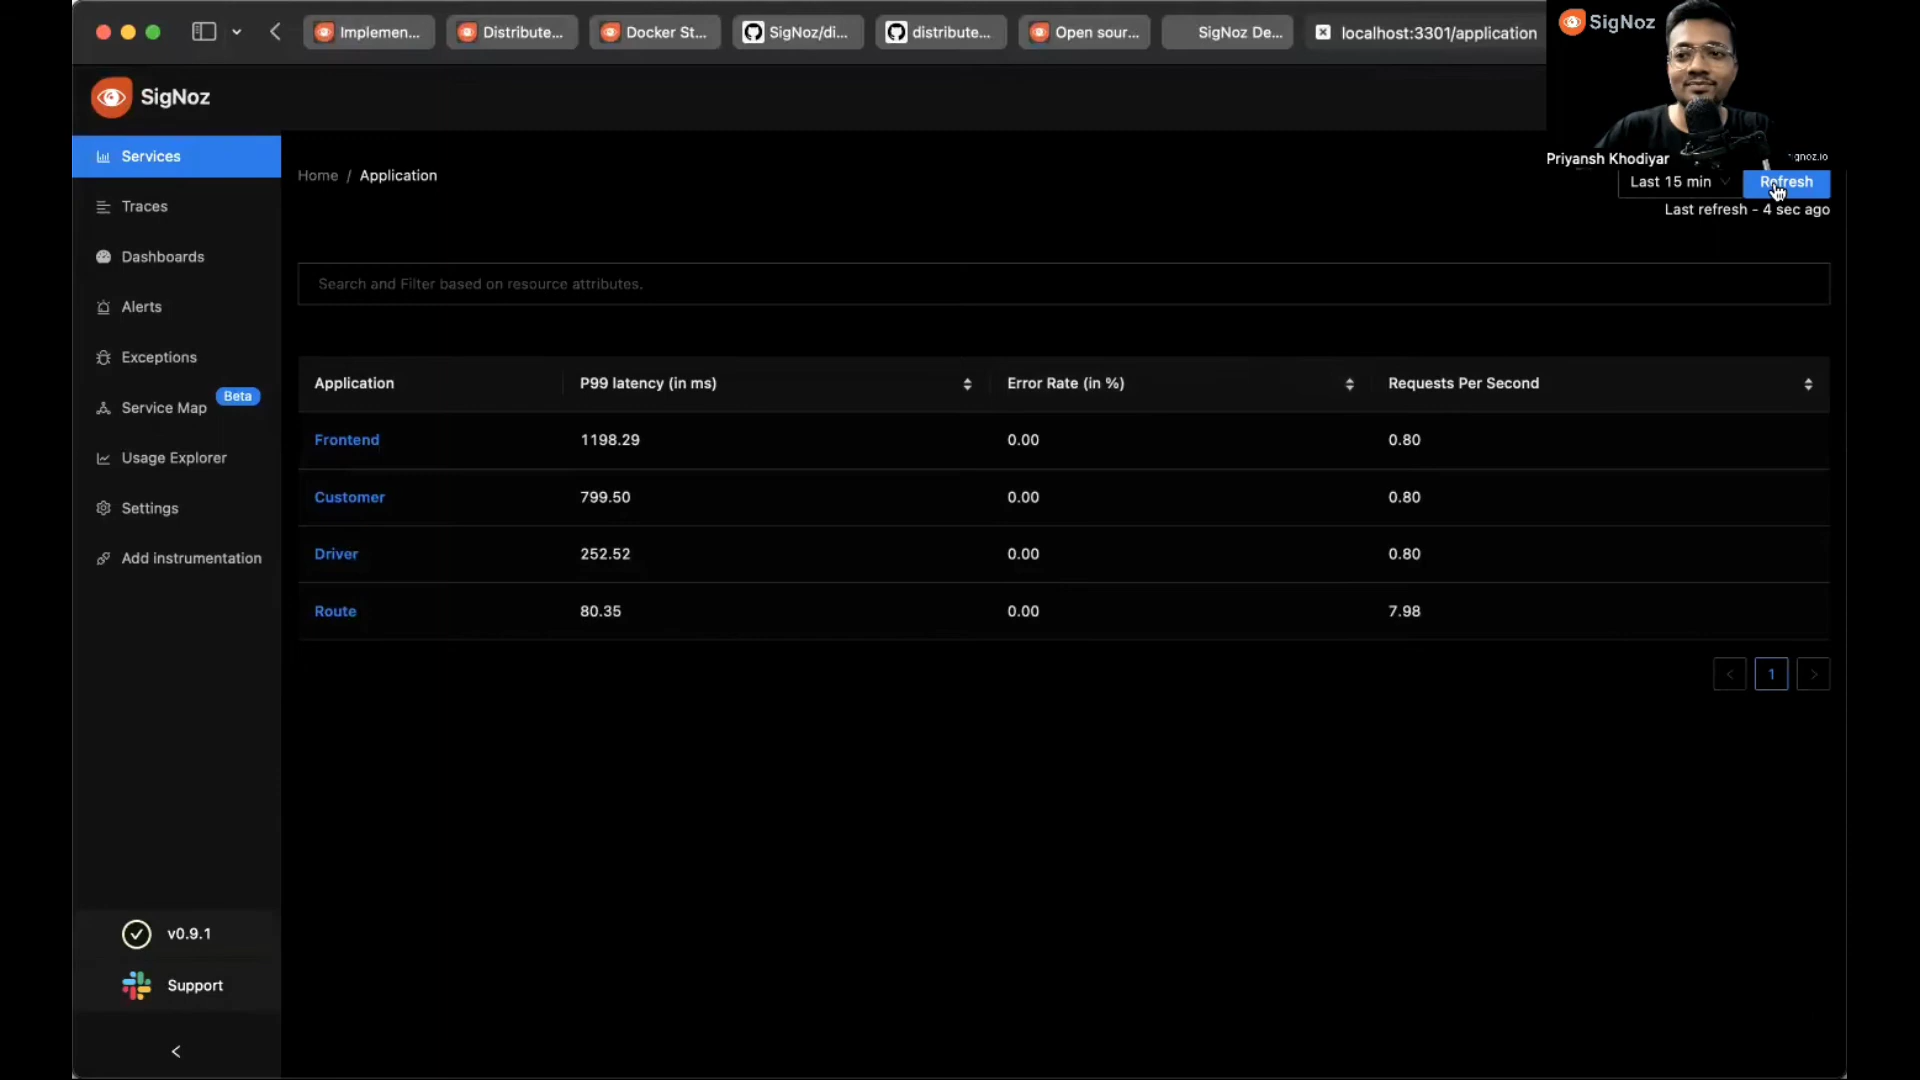 Implemen...
Distribute...
Docker St...
SigNoz/di...
distribute...
Open sour...
SigNoz De...
localhost:3301/application
SigNoz
SigNoz
Priyansh Khodiyar
Services
Traces
Dashboards
Alerts
Exceptions
Service Map
Beta
Usage Explorer
Settings
Add instrumentation
v0.9.1
Support
Home / Application
Last 15 min
Refresh
Last refresh - 4 sec ago
Search and Filter based on resource attributes.
Application P99 latency (in ms) Error Rate (in %) Requests Per Second
Frontend 1198.29 0.00 0.80
Customer 799.50 0.00 0.80
Driver 252.52 0.00 0.80
Route 80.35 0.00 7.98
< 1 >